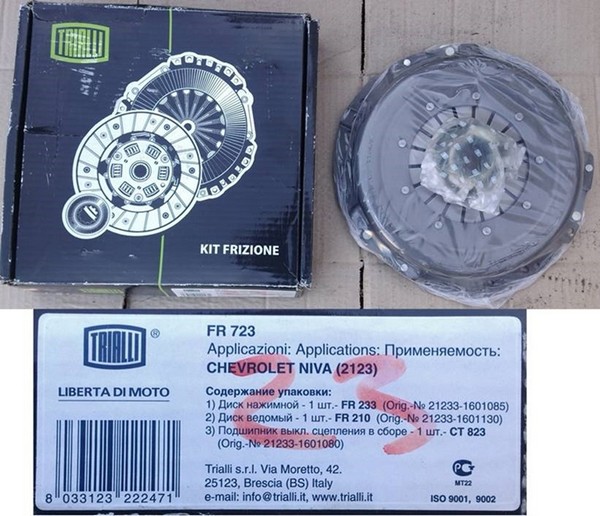 TRIALLI
KIT FRIZIONE
TRIALLI ®
LIBERTA DI MOTO
8 033123 222471
FR 723
Applicazioni: Applications: Применяемость:
CHEVROLET NIVA (2123)
Содержание упаковки:
1) Диск нажимной - 1 шт.- FR 233 (Orig.-№ 21233-1601085)
2) Диск ведомый - 1 шт.- FR 210 (Orig.-№ 21233-1601130)
3) Подшипник выкл. сцепления в сборе - 1 шт.- CT 823
(Orig.-№ 21233-1601080)
23
Trialli s.r.l. Via Moretto, 42.
25123, Brescia (BS) Italy
e-mail: info@trialli.it, www.trialli.it
МТ22
ISO 9001, 9002